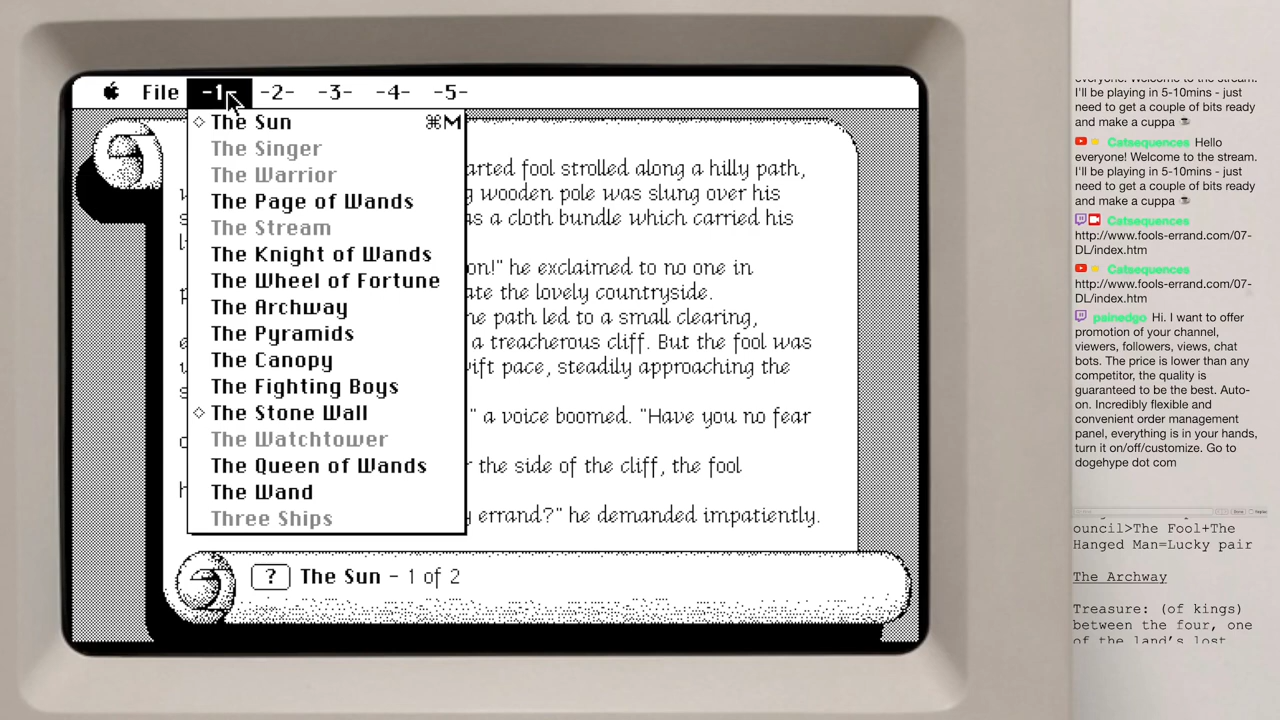 File -1- -2- -3- -4- -5-
◇ The Sun ⌘M
The Singer
The Warrior
The Page of Wands
The Stream
The Knight of Wands
The Wheel of Fortune
The Archway
The Pyramids
The Canopy
The Fighting Boys
◇ The Stone Wall
The Watchtower
The Queen of Wands
The Wand
Three Ships
arted fool strolled along a hilly path,
wooden pole was slung over his
s a cloth bundle which carried his
on!" he exclaimed to no one in
ate the lovely countryside.
he path led to a small clearing,
a treacherous cliff. But the fool was
ift pace, steadily approaching the
" a voice boomed. "Have you no fear
r the side of the cliff, the fool
y errand?" he demanded impatiently.
? The Sun - 1 of 2
everyone! Welcome to the stream.
I'll be playing in 5-10mins - just
need to get a couple of bits ready
and make a cuppa ☕
Catsequences Hello
everyone! Welcome to the stream.
I'll be playing in 5-10mins - just
need to get a couple of bits ready
and make a cuppa ☕
Catsequences
http://www.fools-errand.com/07-
DL/index.htm
Catsequences
http://www.fools-errand.com/07-
DL/index.htm
painedgo Hi. I want to offer
promotion of your channel,
viewers, followers, views, chat
bots. The price is lower than any
competitor, the quality is
guaranteed to be the best. Auto-
on. Incredibly flexible and
convenient order management
panel, everything is in your hands,
turn it on/off/customize. Go to
dogehype dot com
ouncil>The Fool+The
Hanged Man=Lucky pair
The Archway
Treasure: (of kings)
between the four, one
of the land's lost